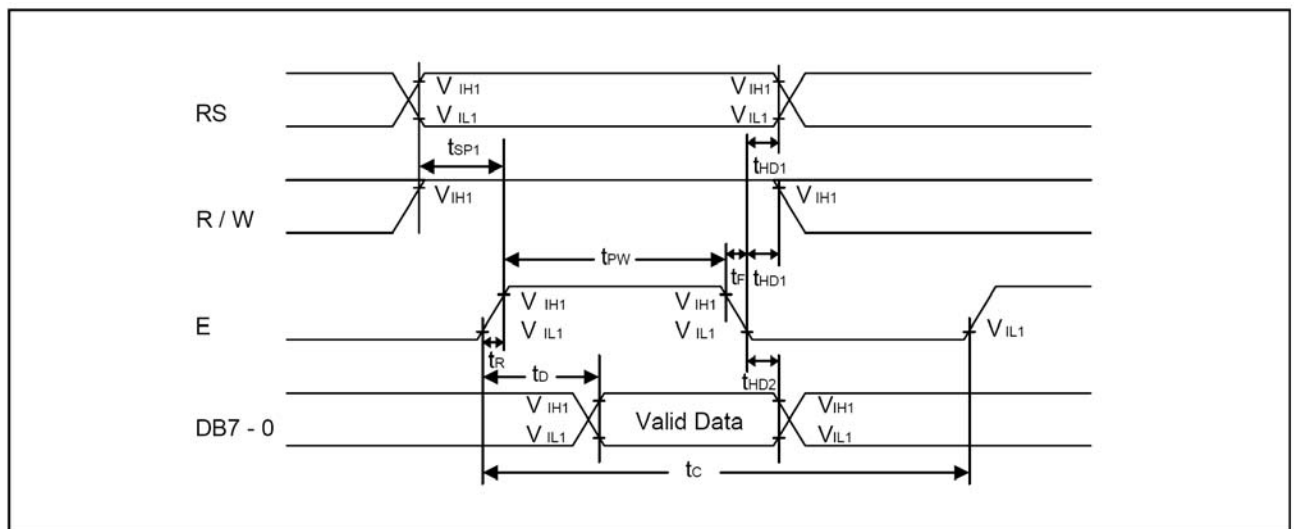 V IH1 V IH1
RS
V IL1 V IL1
tSP1 tHD1
VIH1 V IH1
R / W
tPW tF tHD1
V IH1 V IH1
E
V IL1 V IL1 V IL1
tR
tD tHD2
V IH1 VIH1
DB7 - 0 Valid Data
V IL1 VIL1
tC